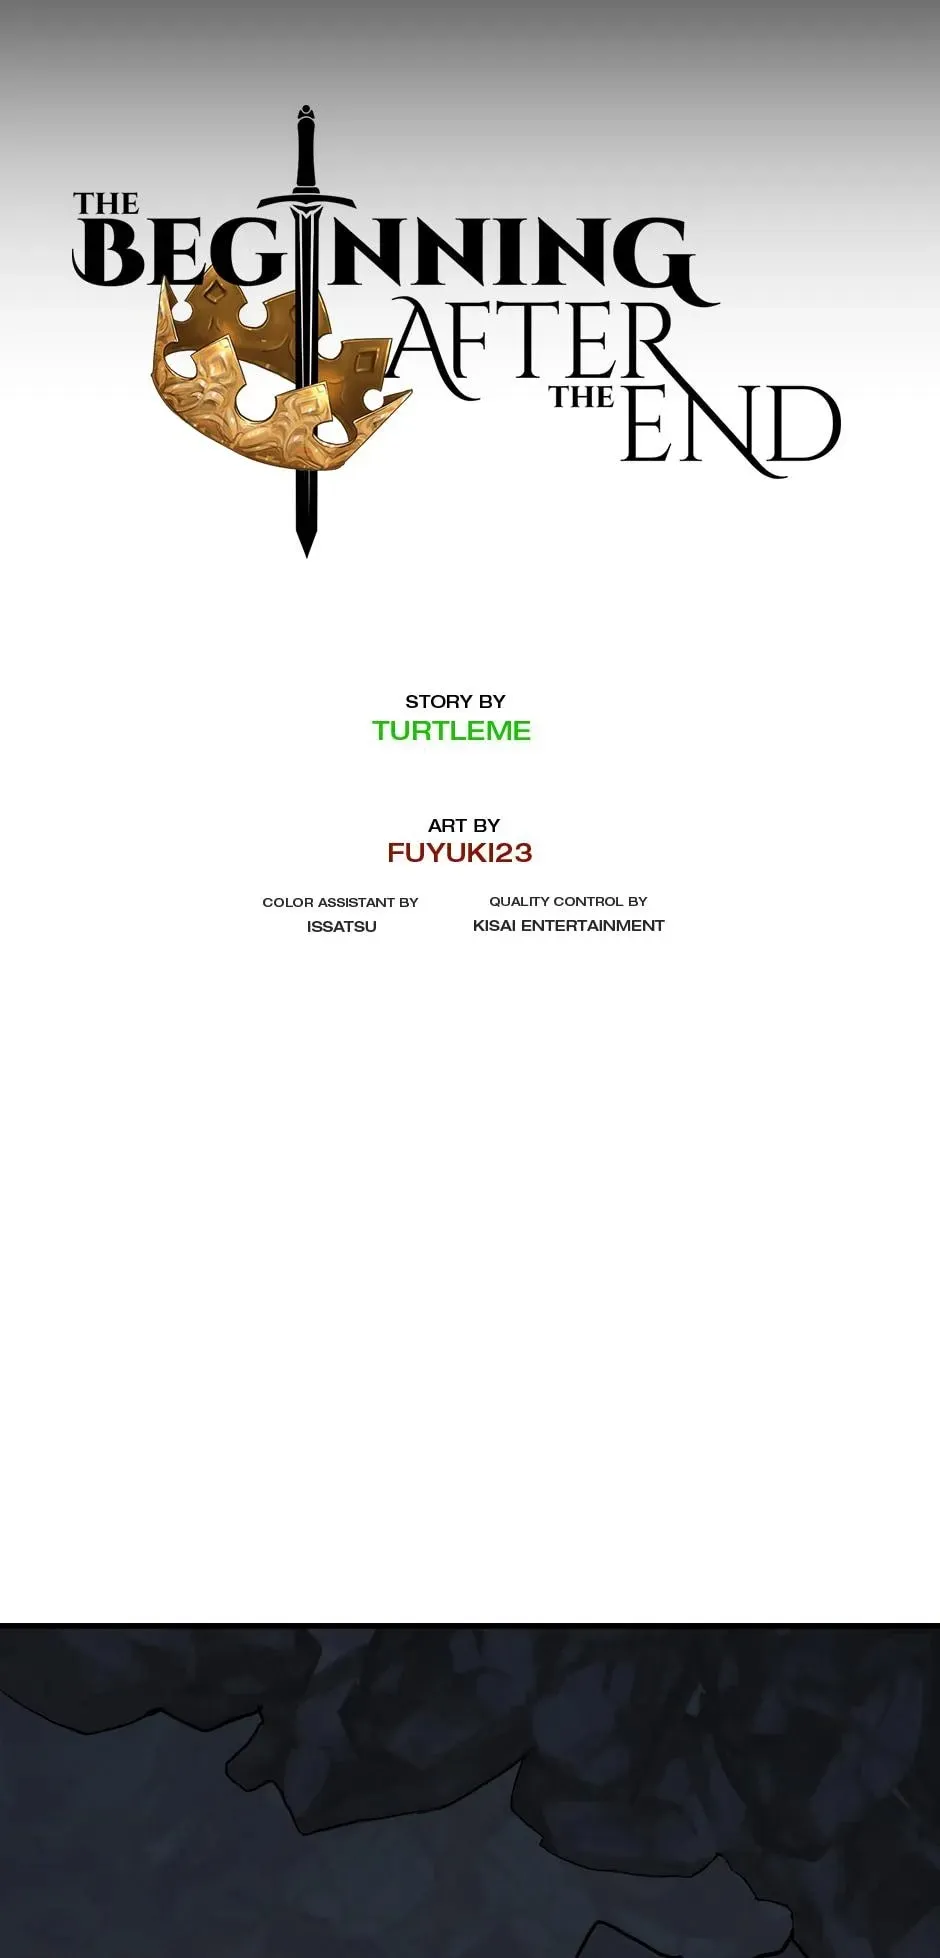 THE
BEGINNING
AFTER
THE END
STORY BY
TURTLEME
ART BY
FUYUKI23
COLOR ASSISTANT BY
ISSATSU
QUALITY CONTROL BY
KISAI ENTERTAINMENT